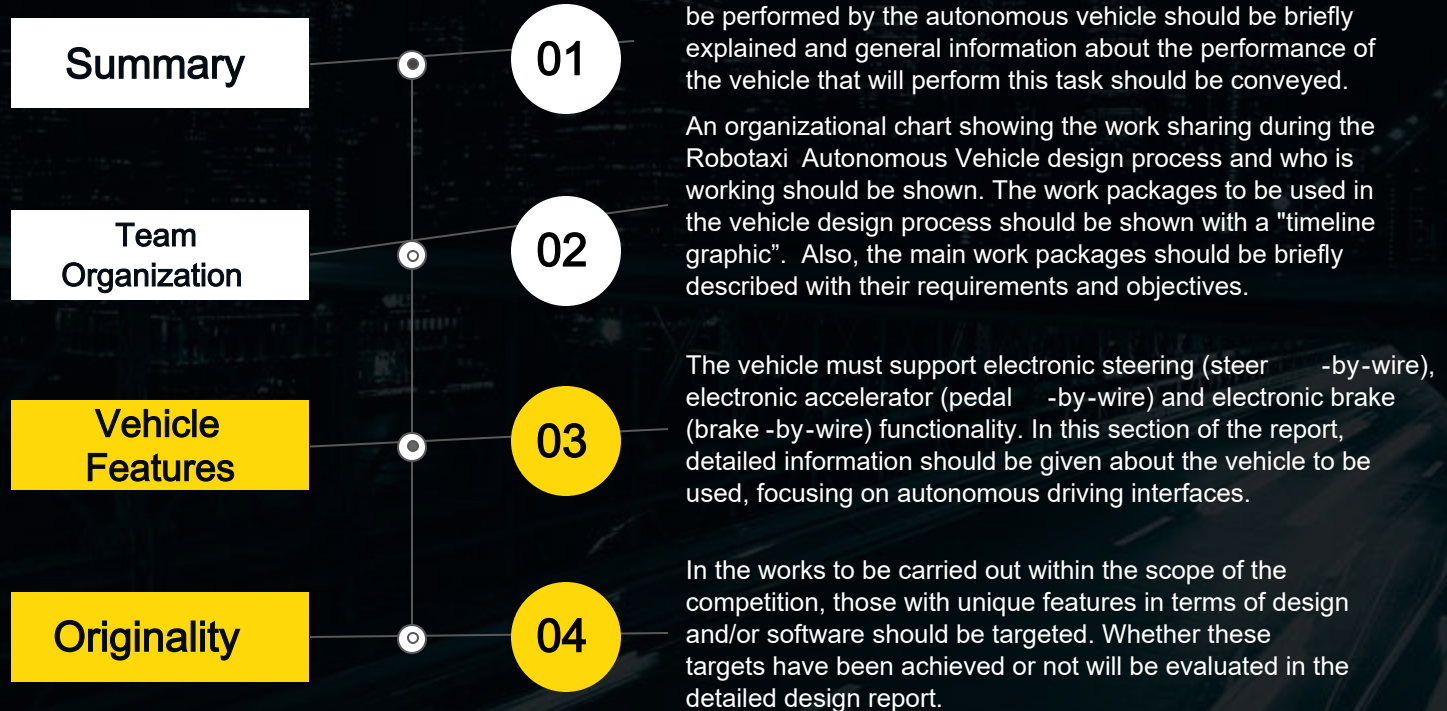 Summary
01
be performed by the autonomous vehicle should be briefly
explained and general information about the performance of
the vehicle that will perform this task should be conveyed.
Team
Organization
02
An organizational chart showing the work sharing during the
Robotaxi Autonomous Vehicle design process and who is
working should be shown. The work packages to be used in
the vehicle design process should be shown with a "timeline
graphic”. Also, the main work packages should be briefly
described with their requirements and objectives.
Vehicle
Features
03
The vehicle must support electronic steering (steer -by-wire),
electronic accelerator (pedal -by-wire) and electronic brake
(brake -by-wire) functionality. In this section of the report,
detailed information should be given about the vehicle to be
used, focusing on autonomous driving interfaces.
Originality
04
In the works to be carried out within the scope of the
competition, those with unique features in terms of design
and/or software should be targeted. Whether these
targets have been achieved or not will be evaluated in the
detailed design report.